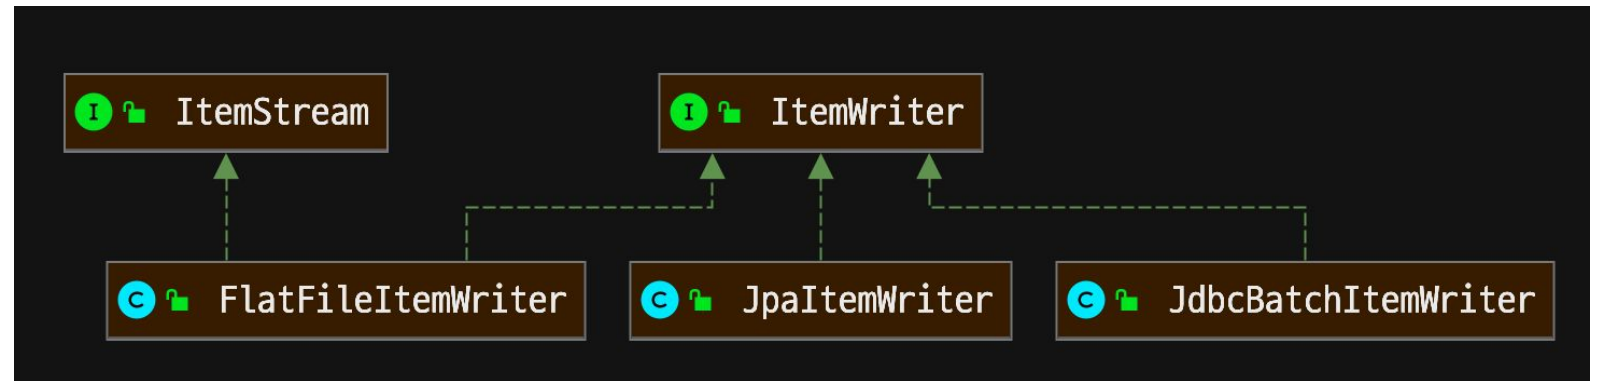 I ItemStream
I ItemWriter
C FlatFileItemWriter
C JpaItemWriter
C JdbcBatchItemWriter